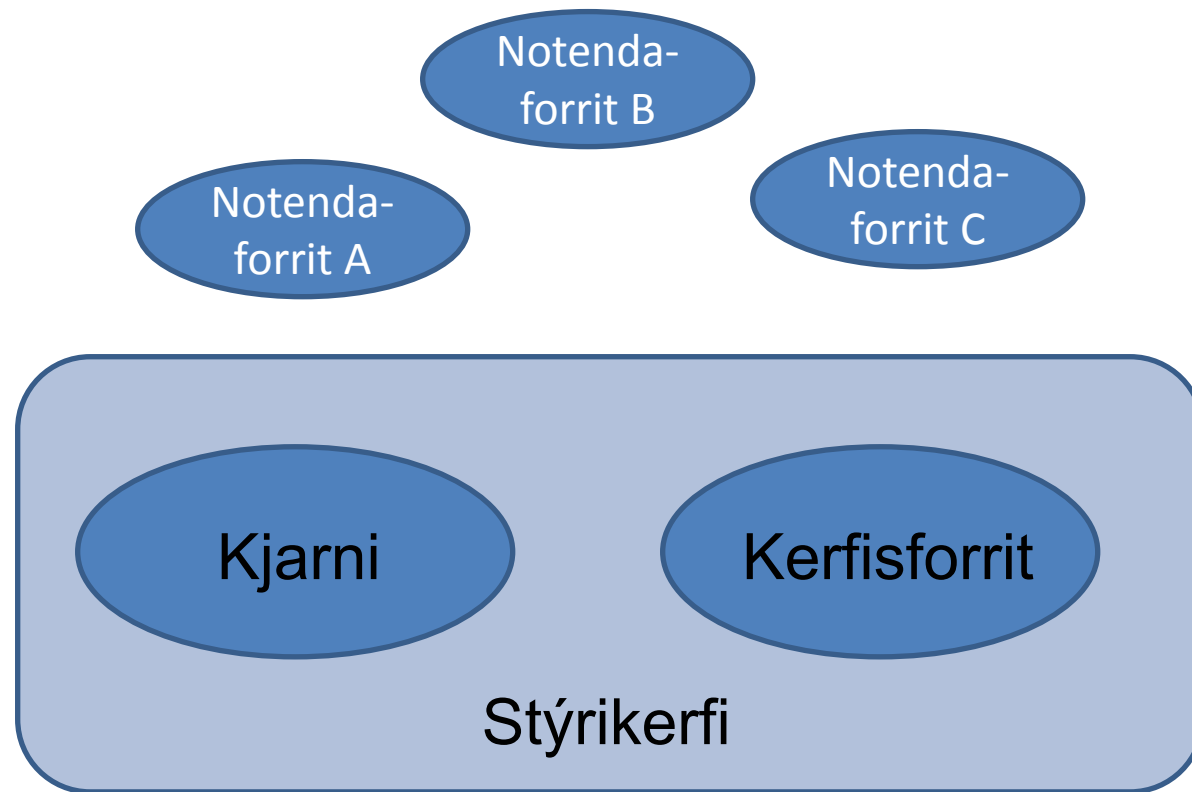 Notenda-
forrit B
Notenda-
forrit A
Notenda-
forrit C
Kjarni
Kerfisforrit
Stýrikerfi